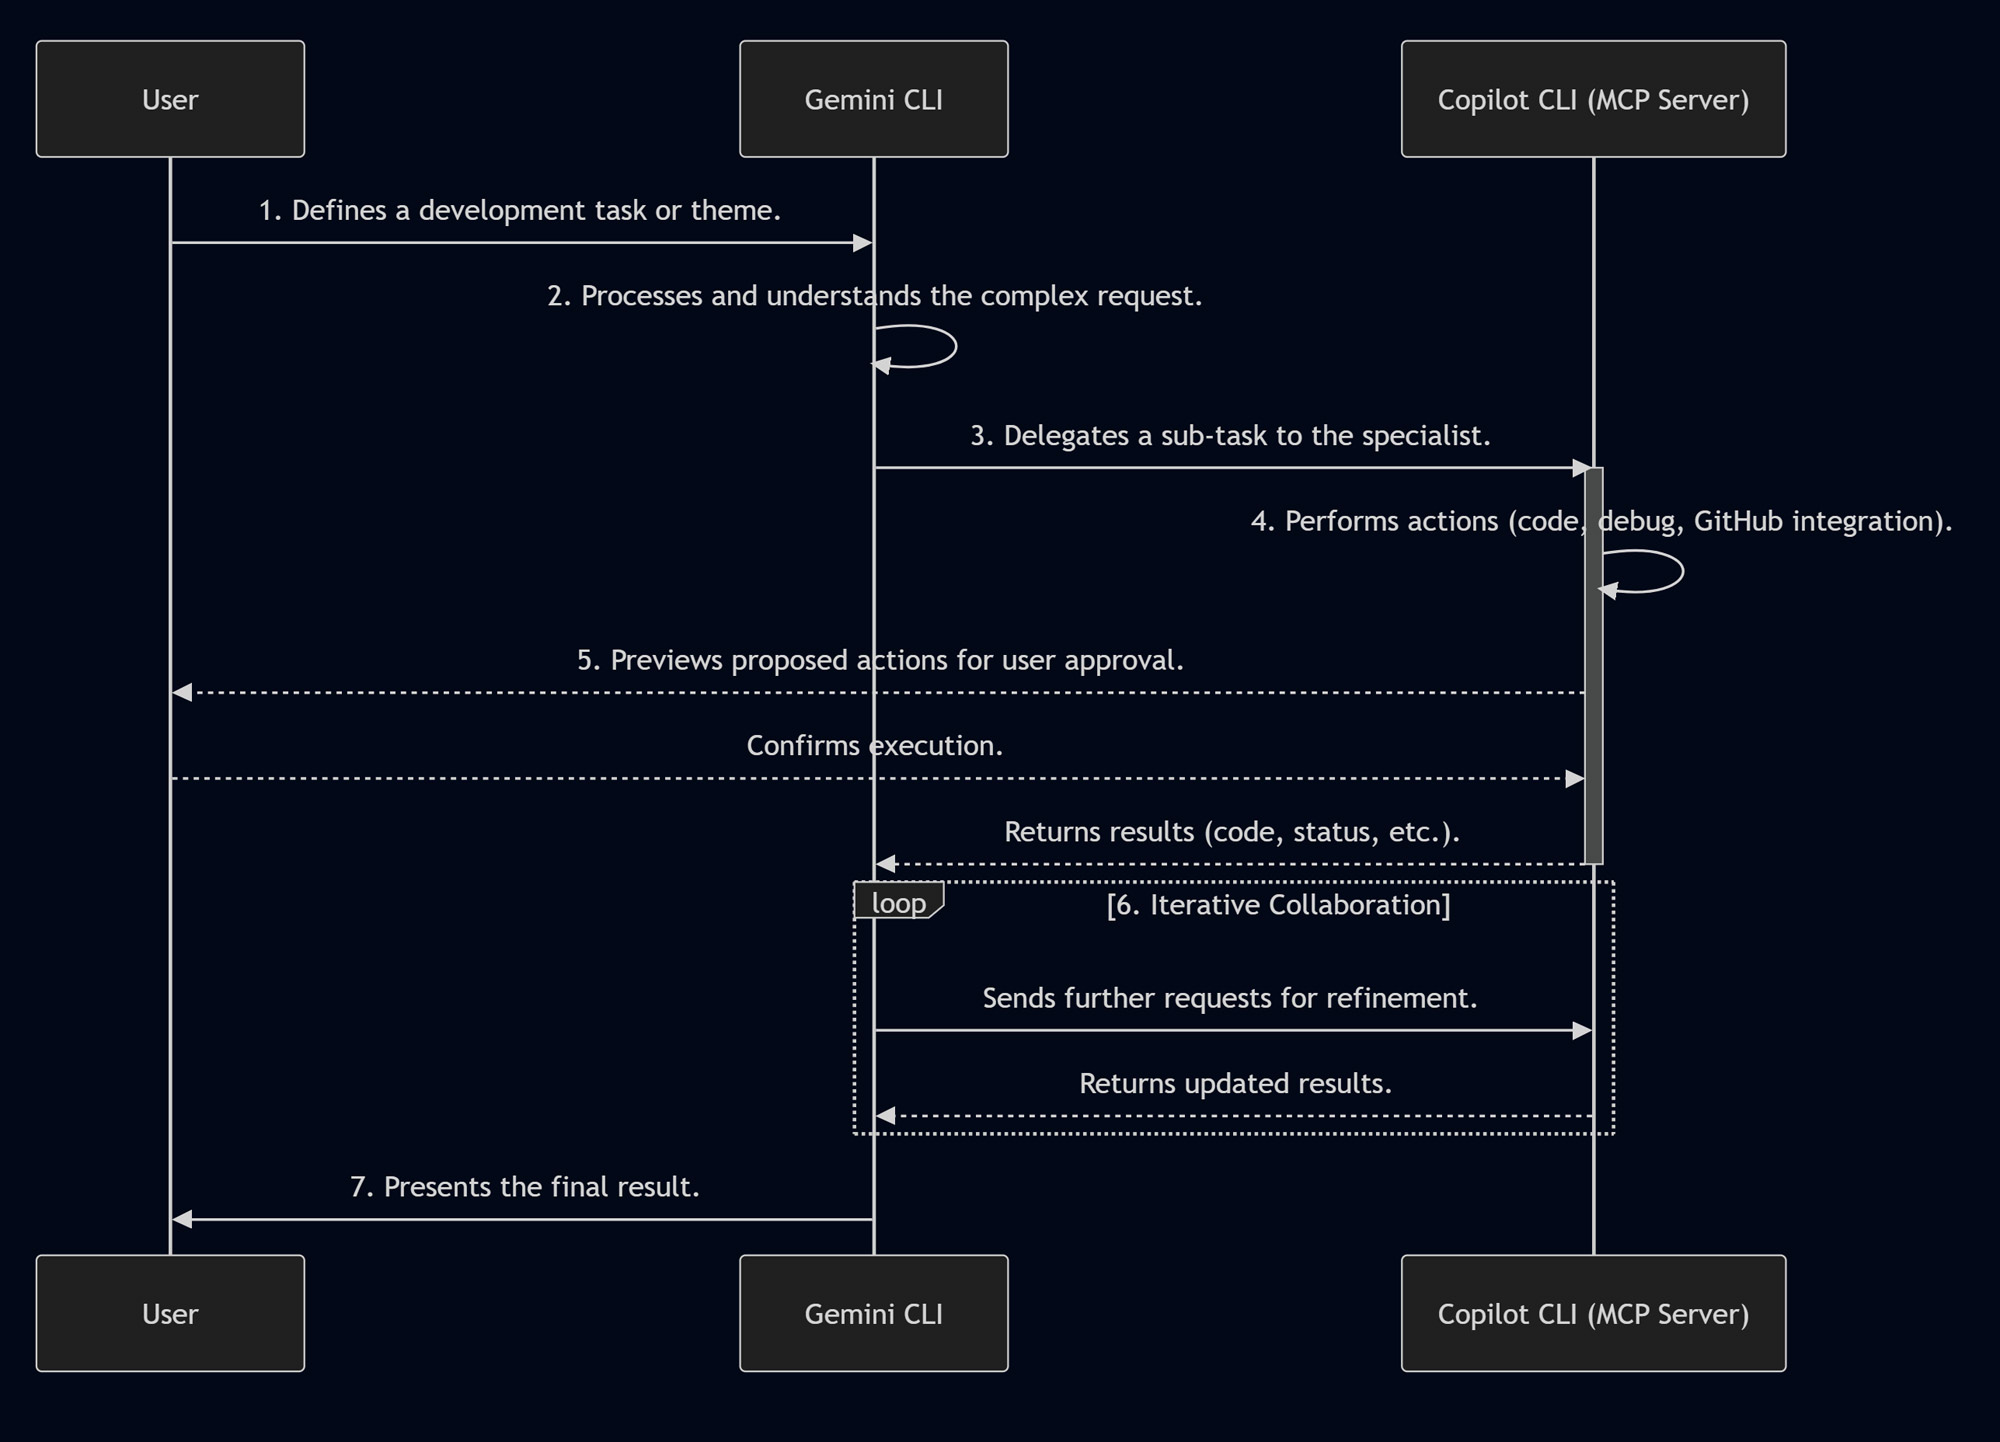 User
Gemini CLI
Copilot CLI (MCP Server)
1. Defines a development task or theme.
2. Processes and understands the complex request.
3. Delegates a sub-task to the specialist.
4. Performs actions (code, debug, GitHub integration).
5. Previews proposed actions for user approval.
Confirms execution.
Returns results (code, status, etc.).
loop
[6. Iterative Collaboration]
Sends further requests for refinement.
Returns updated results.
7. Presents the final result.
User
Gemini CLI
Copilot CLI (MCP Server)